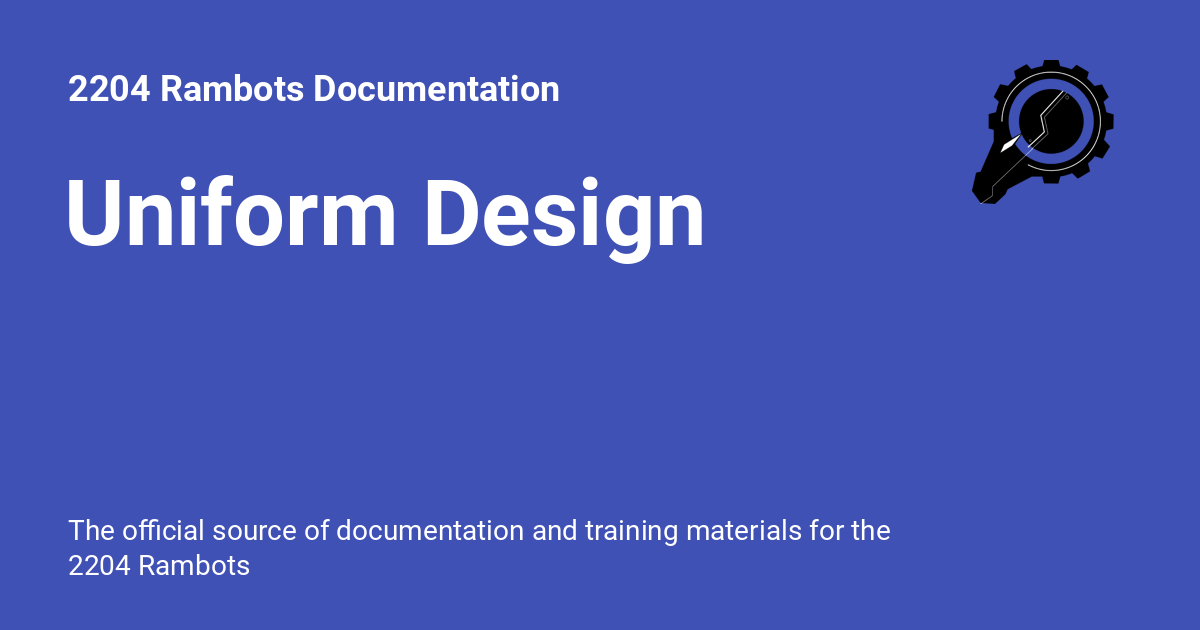 2204 Rambots Documentation
Uniform Design
The official source of documentation and training materials for the
2204 Rambots